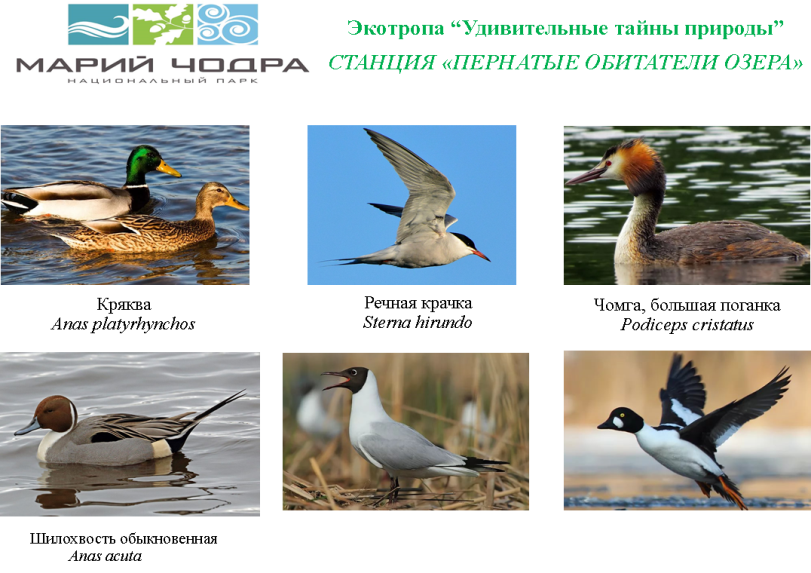 МАРИЙ ЧОДРА
НАЦИОНАЛЬНЫЙ ПАРК
Экотропа “Удивительные тайны природы”
СТАНЦИЯ «ПЕРНАТЫЕ ОБИТАТЕЛИ ОЗЕРА»
Кряква
Anas platyrhynchos
Речная крачка
Sterna hirundo
Чомга, большая поганка
Podiceps cristatus
Шилохвость обыкновенная
Anas acuta